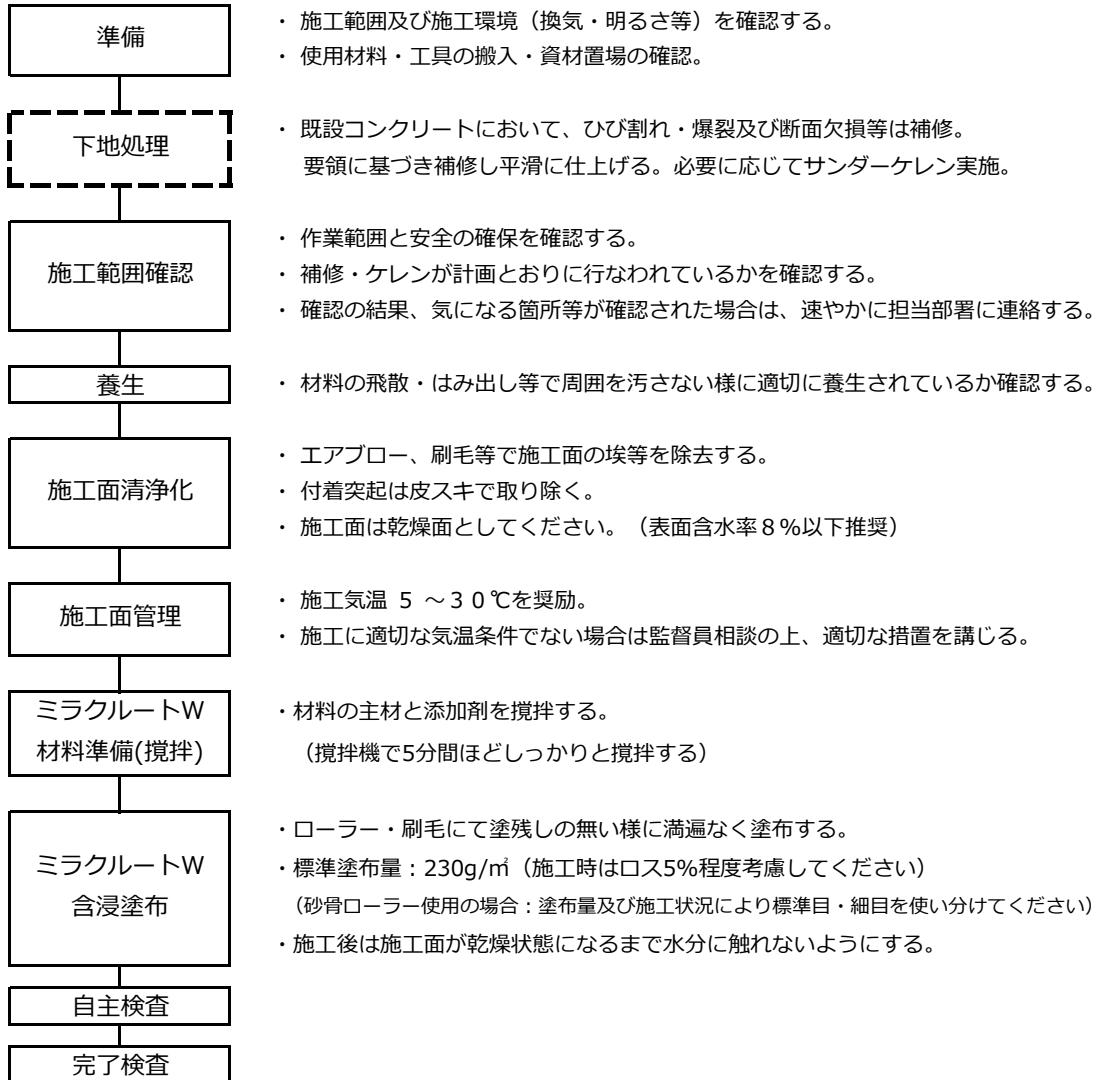 準備
・ 施工範囲及び施工環境（換気・明るさ等）を確認する。
・ 使用材料・工具の搬入・資材置場の確認。
下地処理
・ 既設コンクリートにおいて、ひび割れ・爆裂及び断面欠損等は補修。
要領に基づき補修し平滑に仕上げる。必要に応じてサンダーケレン実施。
施工範囲確認
・ 作業範囲と安全の確保を確認する。
・ 補修・ケレンが計画とおりに行なわれているかを確認する。
・ 確認の結果、気になる箇所等が確認された場合は、速やかに担当部署に連絡する。
養生
・ 材料の飛散・はみ出し等で周囲を汚さない様に適切に養生されているか確認する。
施工面清浄化
・ エアブロー、刷毛等で施工面の埃等を除去する。
・ 付着突起は皮スキで取り除く。
・ 施工面は乾燥面としてください。（表面含水率８%以下推奨）
施工面管理
・ 施工気温 ５ ～３０℃を奨励。
・ 施工に適切な気温条件でない場合は監督員相談の上、適切な措置を講じる。
ミラクルートW
材料準備(撹拌)
・材料の主材と添加剤を撹拌する。
（撹拌機で5分間ほどしっかりと撹拌する）
ミラクルートW
含浸塗布
・ローラー・刷毛にて塗残しの無い様に満遍なく塗布する。
・標準塗布量：230g/㎡（施工時はロス5%程度考慮してください）
（砂骨ローラー使用の場合：塗布量及び施工状況により標準目・細目を使い分けてください）
・施工後は施工面が乾燥状態になるまで水分に触れないようにする。
自主検査
完了検査